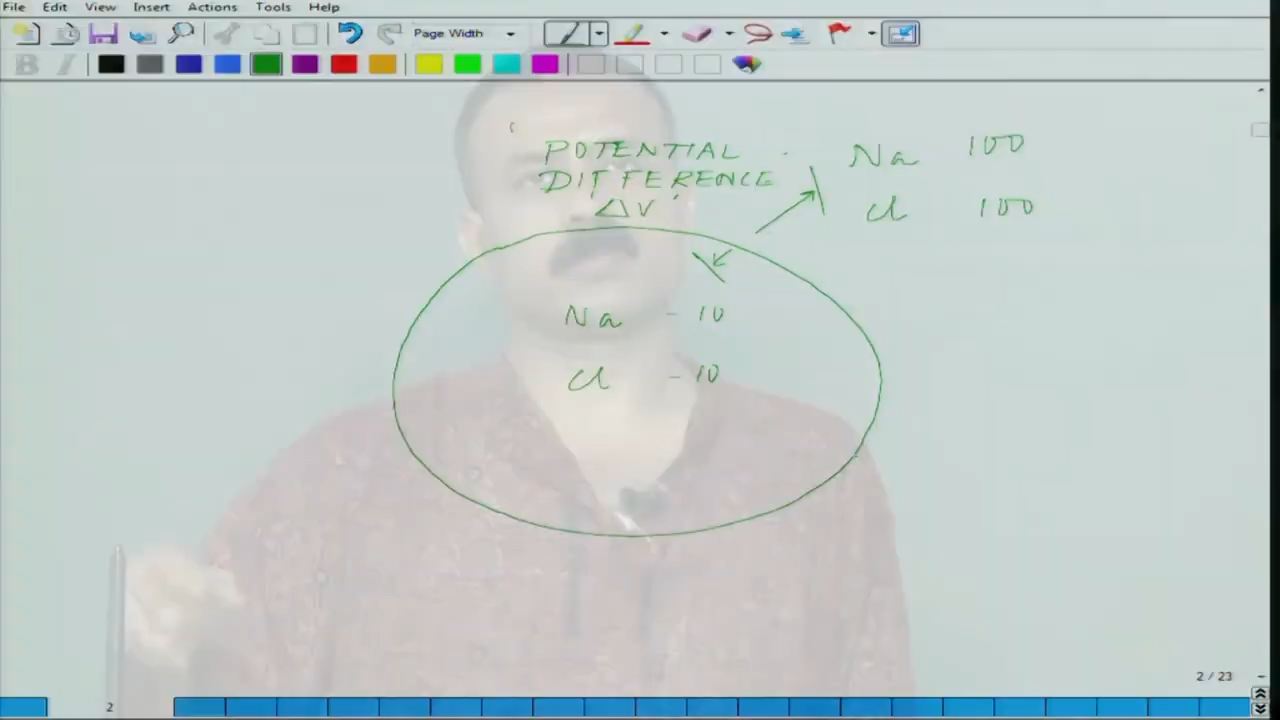 File Edit View Insert Actions Tools Help
Page Width
POTENTIAL
DIFFERENCE
ΔV
Na 100
Cl 100
Na - 10
Cl - 10
2 / 23
2